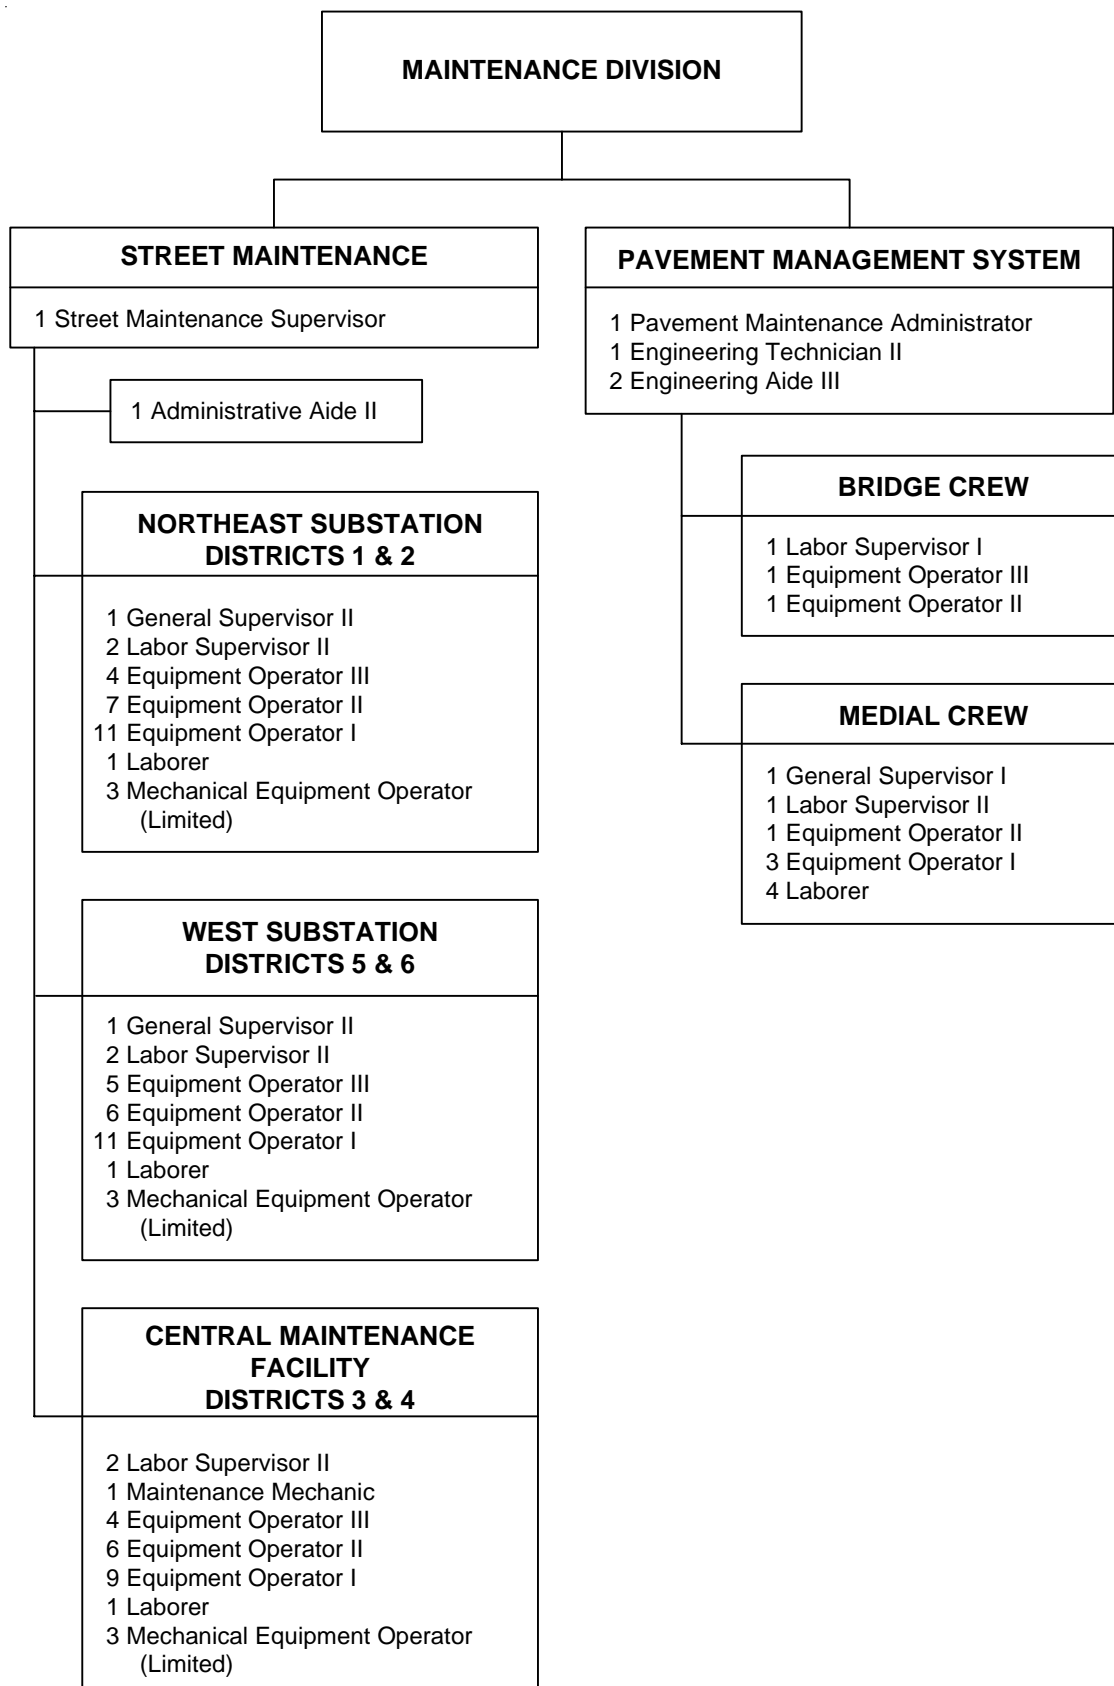 MAINTENANCE DIVISION
STREET MAINTENANCE
1 Street Maintenance Supervisor
1 Administrative Aide II
NORTHEAST SUBSTATION
DISTRICTS 1 & 2
1 General Supervisor II
2 Labor Supervisor II
4 Equipment Operator III
7 Equipment Operator II
11 Equipment Operator I
1 Laborer
3 Mechanical Equipment Operator
(Limited)
WEST SUBSTATION
DISTRICTS 5 & 6
1 General Supervisor II
2 Labor Supervisor II
5 Equipment Operator III
6 Equipment Operator II
11 Equipment Operator I
1 Laborer
3 Mechanical Equipment Operator
(Limited)
CENTRAL MAINTENANCE
FACILITY
DISTRICTS 3 & 4
2 Labor Supervisor II
1 Maintenance Mechanic
4 Equipment Operator III
6 Equipment Operator II
9 Equipment Operator I
1 Laborer
3 Mechanical Equipment Operator
(Limited)
PAVEMENT MANAGEMENT SYSTEM
1 Pavement Maintenance Administrator
1 Engineering Technician II
2 Engineering Aide III
BRIDGE CREW
1 Labor Supervisor I
1 Equipment Operator III
1 Equipment Operator II
MEDIAL CREW
1 General Supervisor I
1 Labor Supervisor II
1 Equipment Operator II
3 Equipment Operator I
4 Laborer